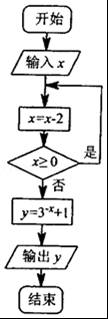 开始
输入 x
x=x-2
x≥0
是
否
y=3⁻ˣ+1
输出 y
结束